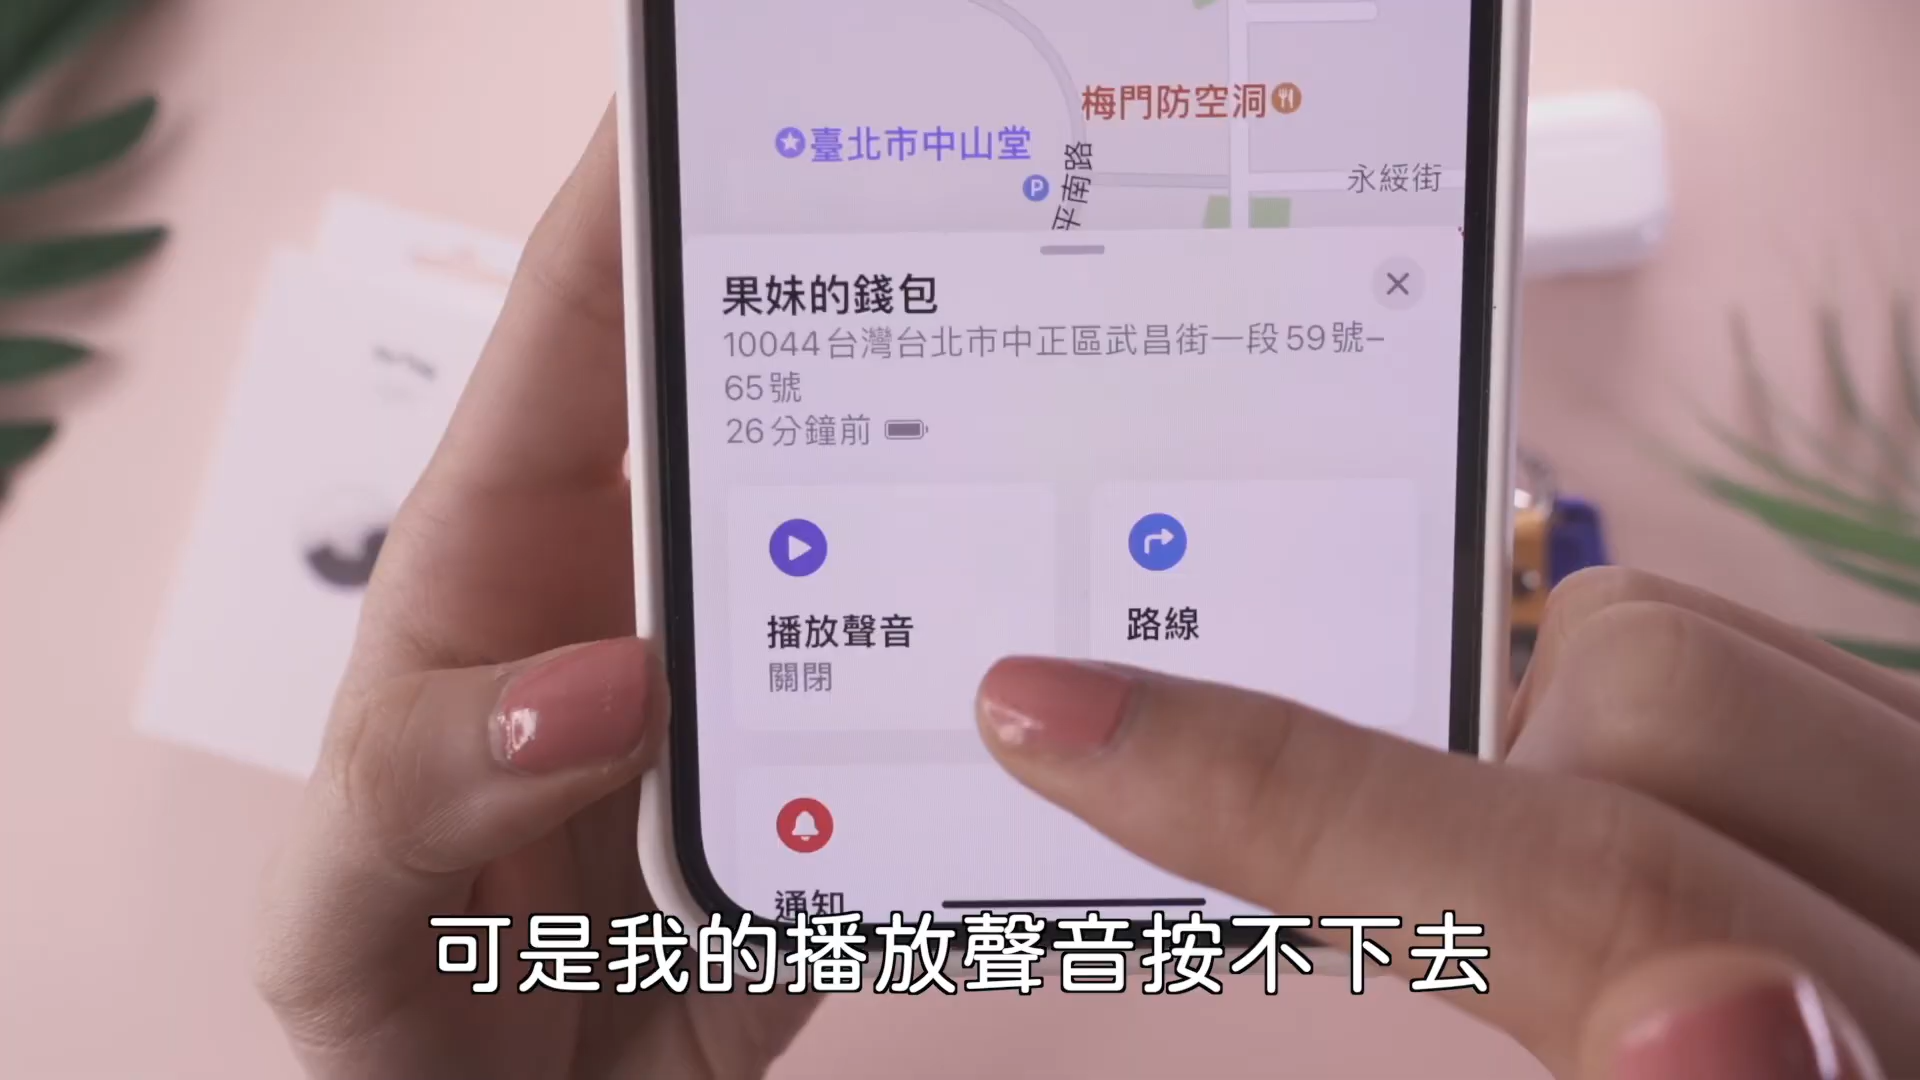 梅門防空洞
臺北市中山堂
P
平南路
永綏街
果妹的錢包
10044台灣台北市中正區武昌街一段59號–
65號
26分鐘前
播放聲音
關閉
路線
通知
可是我的播放聲音按不下去